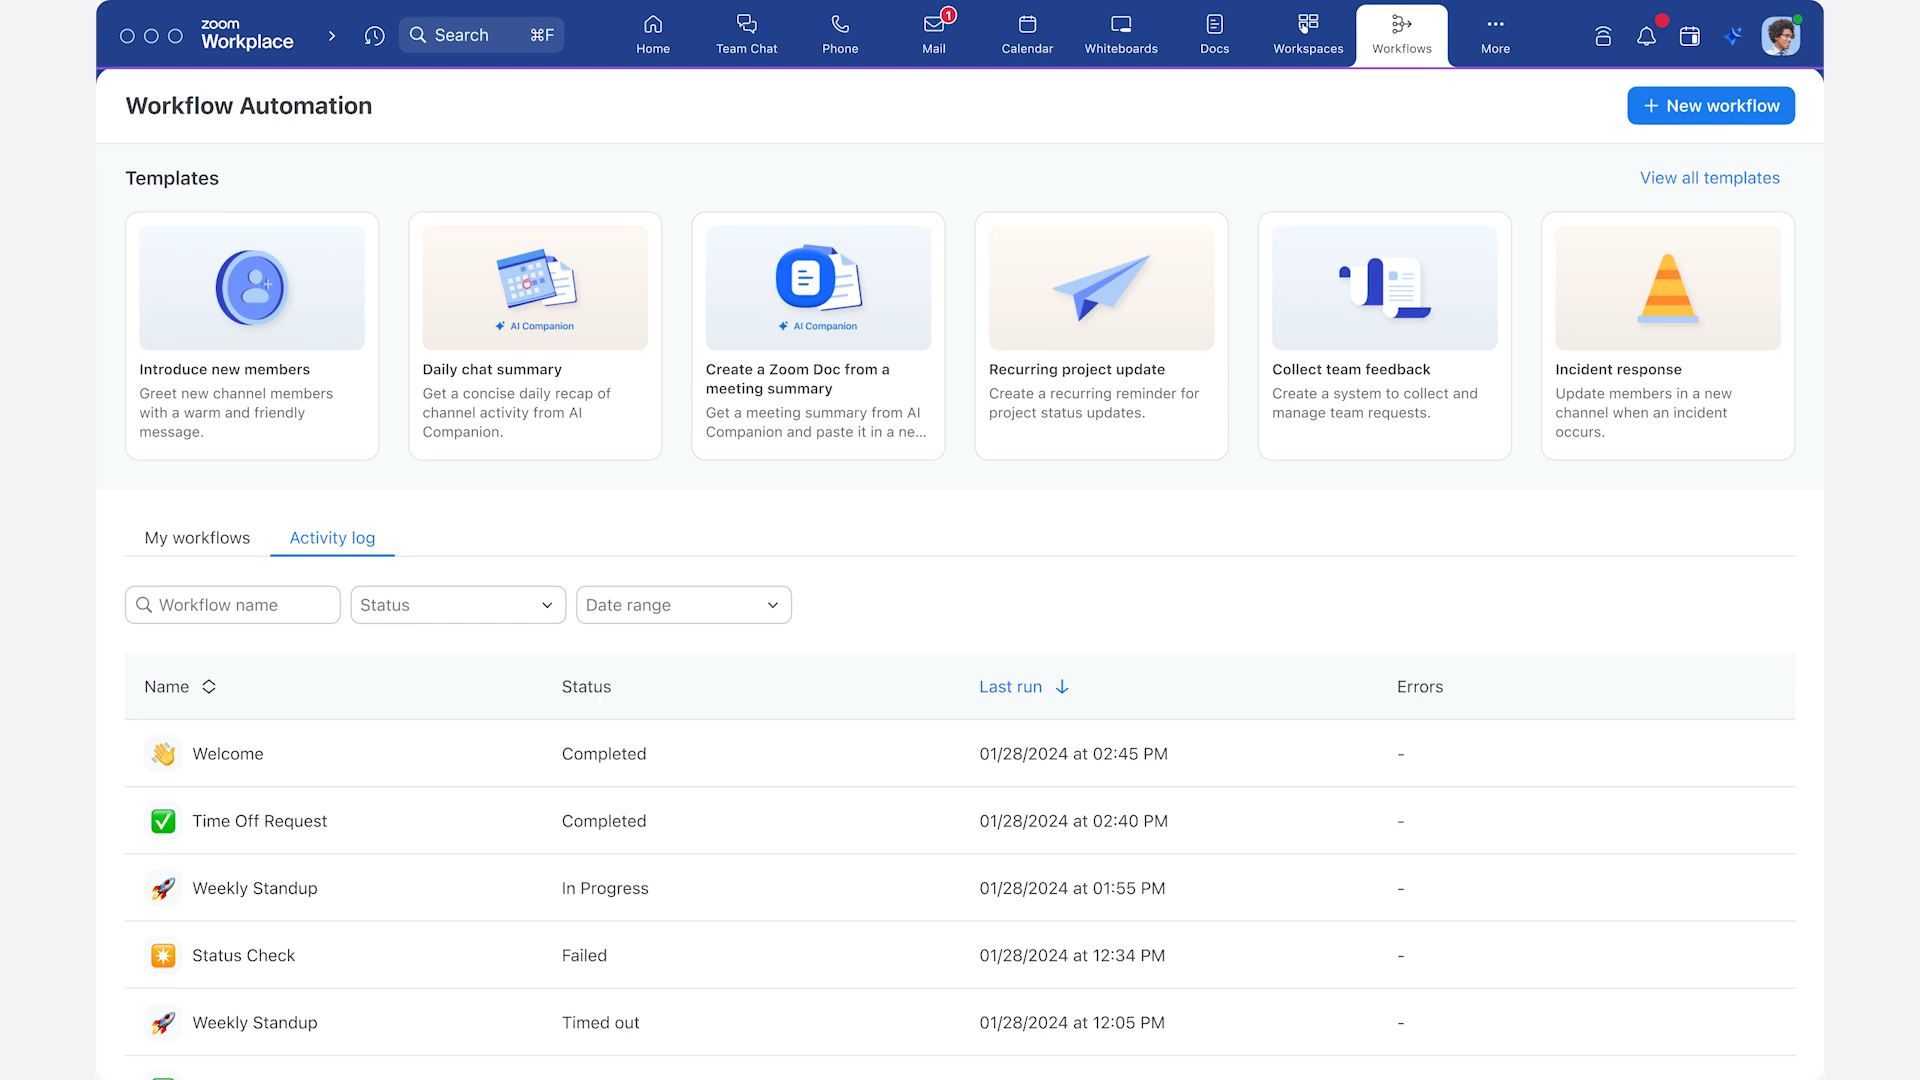 zoom
Workplace
Search ⌘F
Home
Team Chat
Phone
1
Mail
Calendar
Whiteboards
Docs
Workspaces
Workflows
More
Workflow Automation
+ New workflow
Templates
View all templates
Introduce new members
Greet new channel members
with a warm and friendly
message.
AI Companion
Daily chat summary
Get a concise daily recap of
channel activity from AI
Companion.
AI Companion
Create a Zoom Doc from a
meeting summary
Get a meeting summary from AI
Companion and paste it in a ne...
Recurring project update
Create a recurring reminder for
project status updates.
Collect team feedback
Create a system to collect and
manage team requests.
Incident response
Update members in a new
channel when an incident
occurs.
My workflows
Activity log
Workflow name
Status
Date range
Name Status Last run Errors
Welcome Completed 01/28/2024 at 02:45 PM -
Time Off Request Completed 01/28/2024 at 02:40 PM -
Weekly Standup In Progress 01/28/2024 at 01:55 PM -
Status Check Failed 01/28/2024 at 12:34 PM -
Weekly Standup Timed out 01/28/2024 at 12:05 PM -